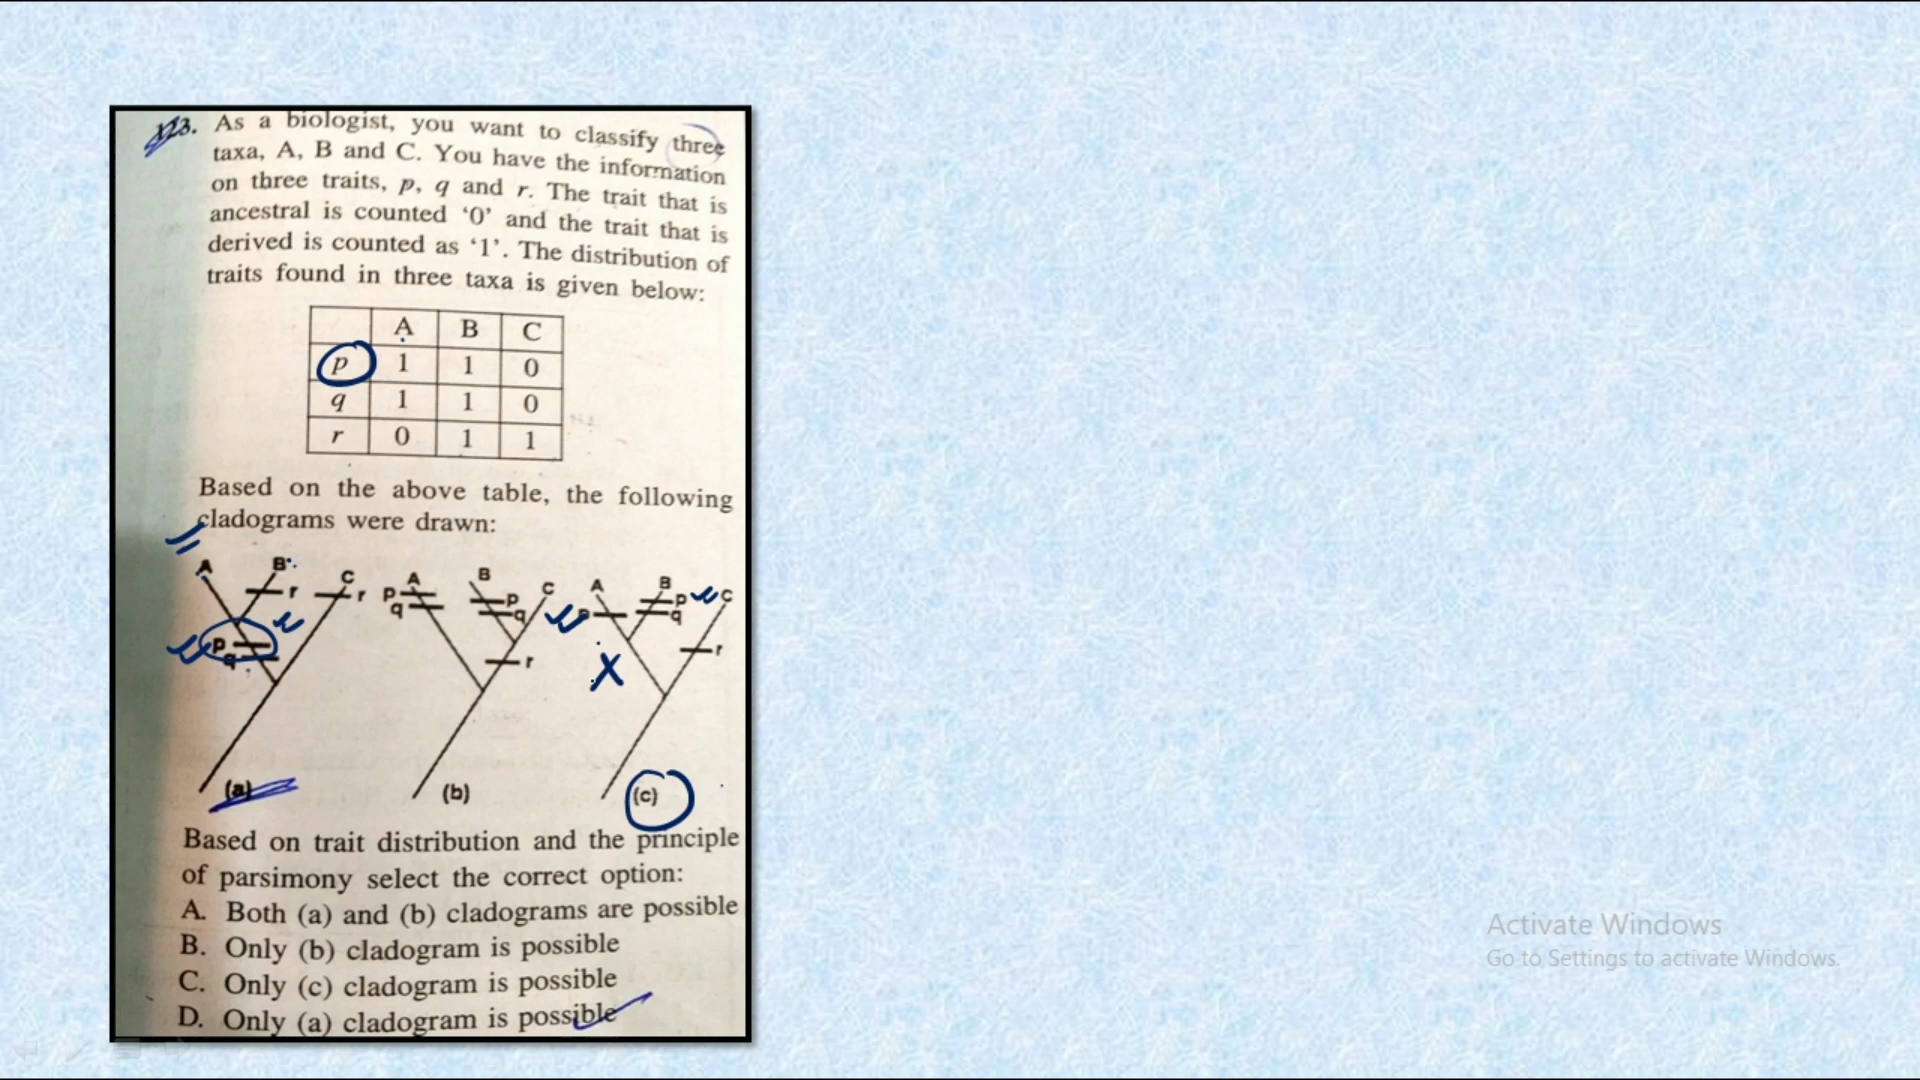 113. As a biologist, you want to classify three
taxa, A, B and C. You have the information
on three traits, p, q and r. The trait that is
ancestral is counted ‘0’ and the trait that is
derived is counted as ‘1’. The distribution of
traits found in three taxa is given below:
A B C
p 1 1 0
q 1 1 0
r 0 1 1
Based on the above table, the following
cladograms were drawn:
A B C A B C A B C
r r p p p p
q q q
p r r
q
X
(a) (b) (c)
Based on trait distribution and the principle
of parsimony select the correct option:
A. Both (a) and (b) cladograms are possible
B. Only (b) cladogram is possible
C. Only (c) cladogram is possible
D. Only (a) cladogram is possible
Activate Windows
Go to Settings to activate Windows.